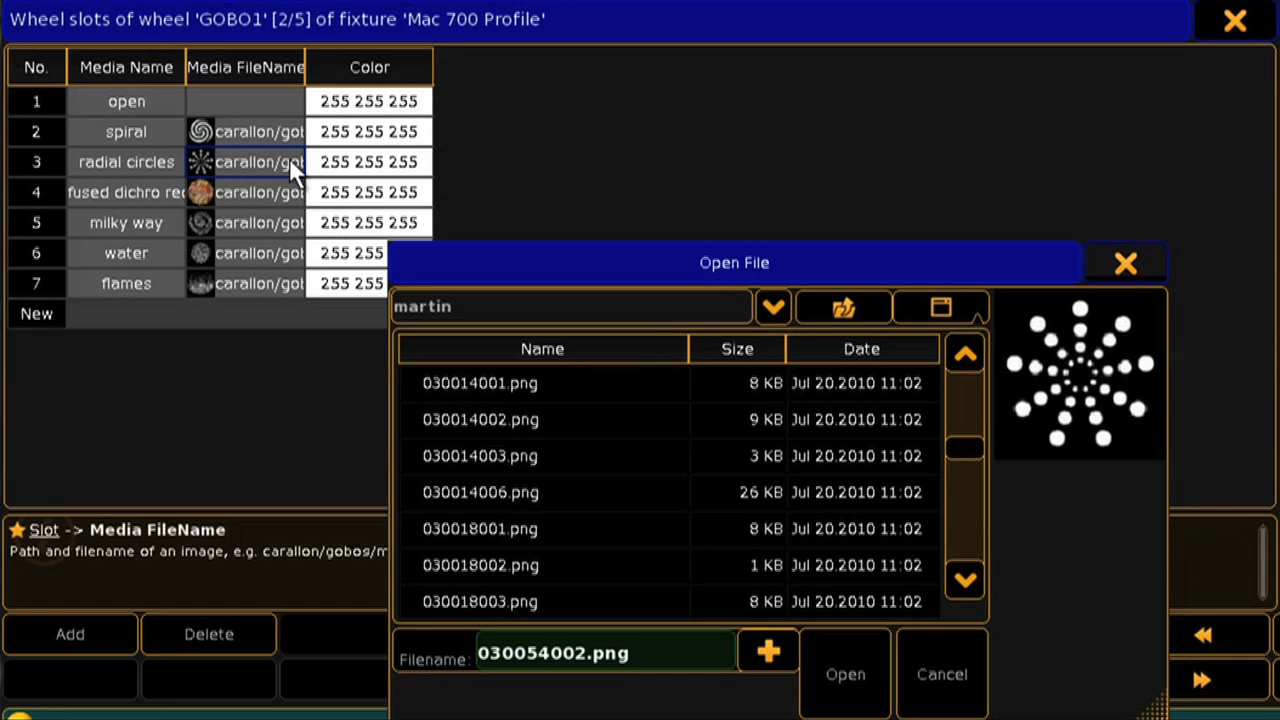 Wheel slots of wheel 'GOBO1' [2/5] of fixture 'Mac 700 Profile'
No. Media Name Media FileName Color
1 open 255 255 255
2 spiral carallon/gob 255 255 255
3 radial circles carallon/gob 255 255 255
4 fused dichro red carallon/gob 255 255 255
5 milky way carallon/gob 255 255 255
6 water carallon/gob 255 255
7 flames carallon/gob 255 255
New
Open File
martin
Name Size Date
030014001.png 8 KB Jul 20.2010 11:02
030014002.png 9 KB Jul 20.2010 11:02
030014003.png 3 KB Jul 20.2010 11:02
030014006.png 26 KB Jul 20.2010 11:02
030018001.png 8 KB Jul 20.2010 11:02
030018002.png 1 KB Jul 20.2010 11:02
030018003.png 8 KB Jul 20.2010 11:02
Filename: 030054002.png
Open Cancel
Slot -> Media FileName
Path and filename of an image, e.g. carallon/gobos/m
Add Delete